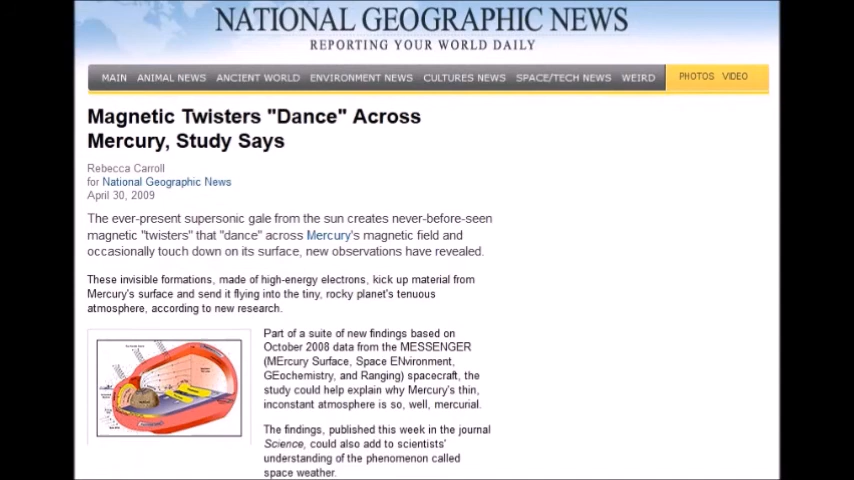 NATIONAL GEOGRAPHIC NEWS
REPORTING YOUR WORLD DAILY
MAIN ANIMAL NEWS ANCIENT WORLD ENVIRONMENT NEWS CULTURES NEWS SPACE/TECH NEWS WEIRD PHOTOS VIDEO
Magnetic Twisters "Dance" Across
Mercury, Study Says
Rebecca Carroll
for National Geographic News
April 30, 2009
The ever-present supersonic gale from the sun creates never-before-seen
magnetic "twisters" that "dance" across Mercury's magnetic field and
occasionally touch down on its surface, new observations have revealed.
These invisible formations, made of high-energy electrons, kick up material from
Mercury's surface and send it flying into the tiny, rocky planet's tenuous
atmosphere, according to new research.
Part of a suite of new findings based on
October 2008 data from the MESSENGER
(MErcury Surface, Space ENvironment,
GEochemistry, and Ranging) spacecraft, the
study could help explain why Mercury's thin,
inconstant atmosphere is so, well, mercurial.
The findings, published this week in the journal
Science, could also add to scientists'
understanding of the phenomenon called
space weather.